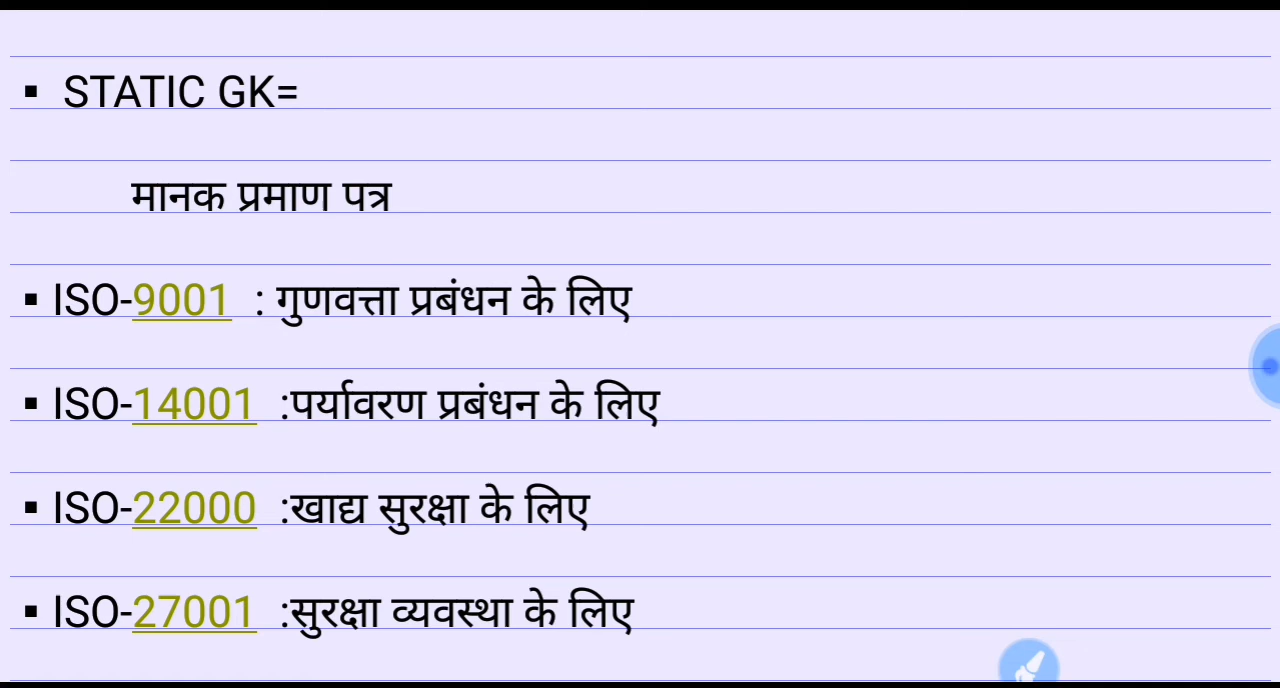 ▪ STATIC GK=
मानक प्रमाण पत्र
▪ ISO-9001 : गुणवत्ता प्रबंधन के लिए
▪ ISO-14001 :पर्यावरण प्रबंधन के लिए
▪ ISO-22000 :खाद्य सुरक्षा के लिए
▪ ISO-27001 :सुरक्षा व्यवस्था के लिए